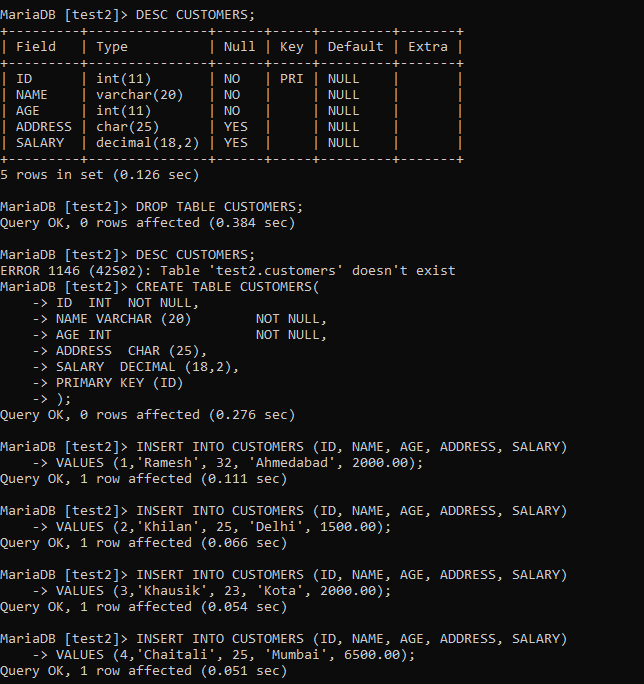 MariaDB [test2]> DESC CUSTOMERS;
+---------+---------------+------+-----+---------+-------+
| Field   | Type          | Null | Key | Default | Extra |
+---------+---------------+------+-----+---------+-------+
| ID      | int(11)       | NO   | PRI | NULL    |       |
| NAME    | varchar(20)   | NO   |     | NULL    |       |
| AGE     | int(11)       | NO   |     | NULL    |       |
| ADDRESS | char(25)      | YES  |     | NULL    |       |
| SALARY  | decimal(18,2) | YES  |     | NULL    |       |
+---------+---------------+------+-----+---------+-------+
5 rows in set (0.126 sec)

MariaDB [test2]> DROP TABLE CUSTOMERS;
Query OK, 0 rows affected (0.384 sec)

MariaDB [test2]> DESC CUSTOMERS;
ERROR 1146 (42S02): Table 'test2.customers' doesn't exist
MariaDB [test2]> CREATE TABLE CUSTOMERS(
    -> ID  INT  NOT NULL,
    -> NAME VARCHAR (20)        NOT NULL,
    -> AGE INT                  NOT NULL,
    -> ADDRESS  CHAR (25),
    -> SALARY  DECIMAL (18,2),
    -> PRIMARY KEY (ID)
    -> );
Query OK, 0 rows affected (0.276 sec)

MariaDB [test2]> INSERT INTO CUSTOMERS (ID, NAME, AGE, ADDRESS, SALARY)
    -> VALUES (1,'Ramesh', 32, 'Ahmedabad', 2000.00);
Query OK, 1 row affected (0.111 sec)

MariaDB [test2]> INSERT INTO CUSTOMERS (ID, NAME, AGE, ADDRESS, SALARY)
    -> VALUES (2,'Khilan', 25, 'Delhi', 1500.00);
Query OK, 1 row affected (0.066 sec)

MariaDB [test2]> INSERT INTO CUSTOMERS (ID, NAME, AGE, ADDRESS, SALARY)
    -> VALUES (3,'Khausik', 23, 'Kota', 2000.00);
Query OK, 1 row affected (0.054 sec)

MariaDB [test2]> INSERT INTO CUSTOMERS (ID, NAME, AGE, ADDRESS, SALARY)
    -> VALUES (4,'Chaitali', 25, 'Mumbai', 6500.00);
Query OK, 1 row affected (0.051 sec)